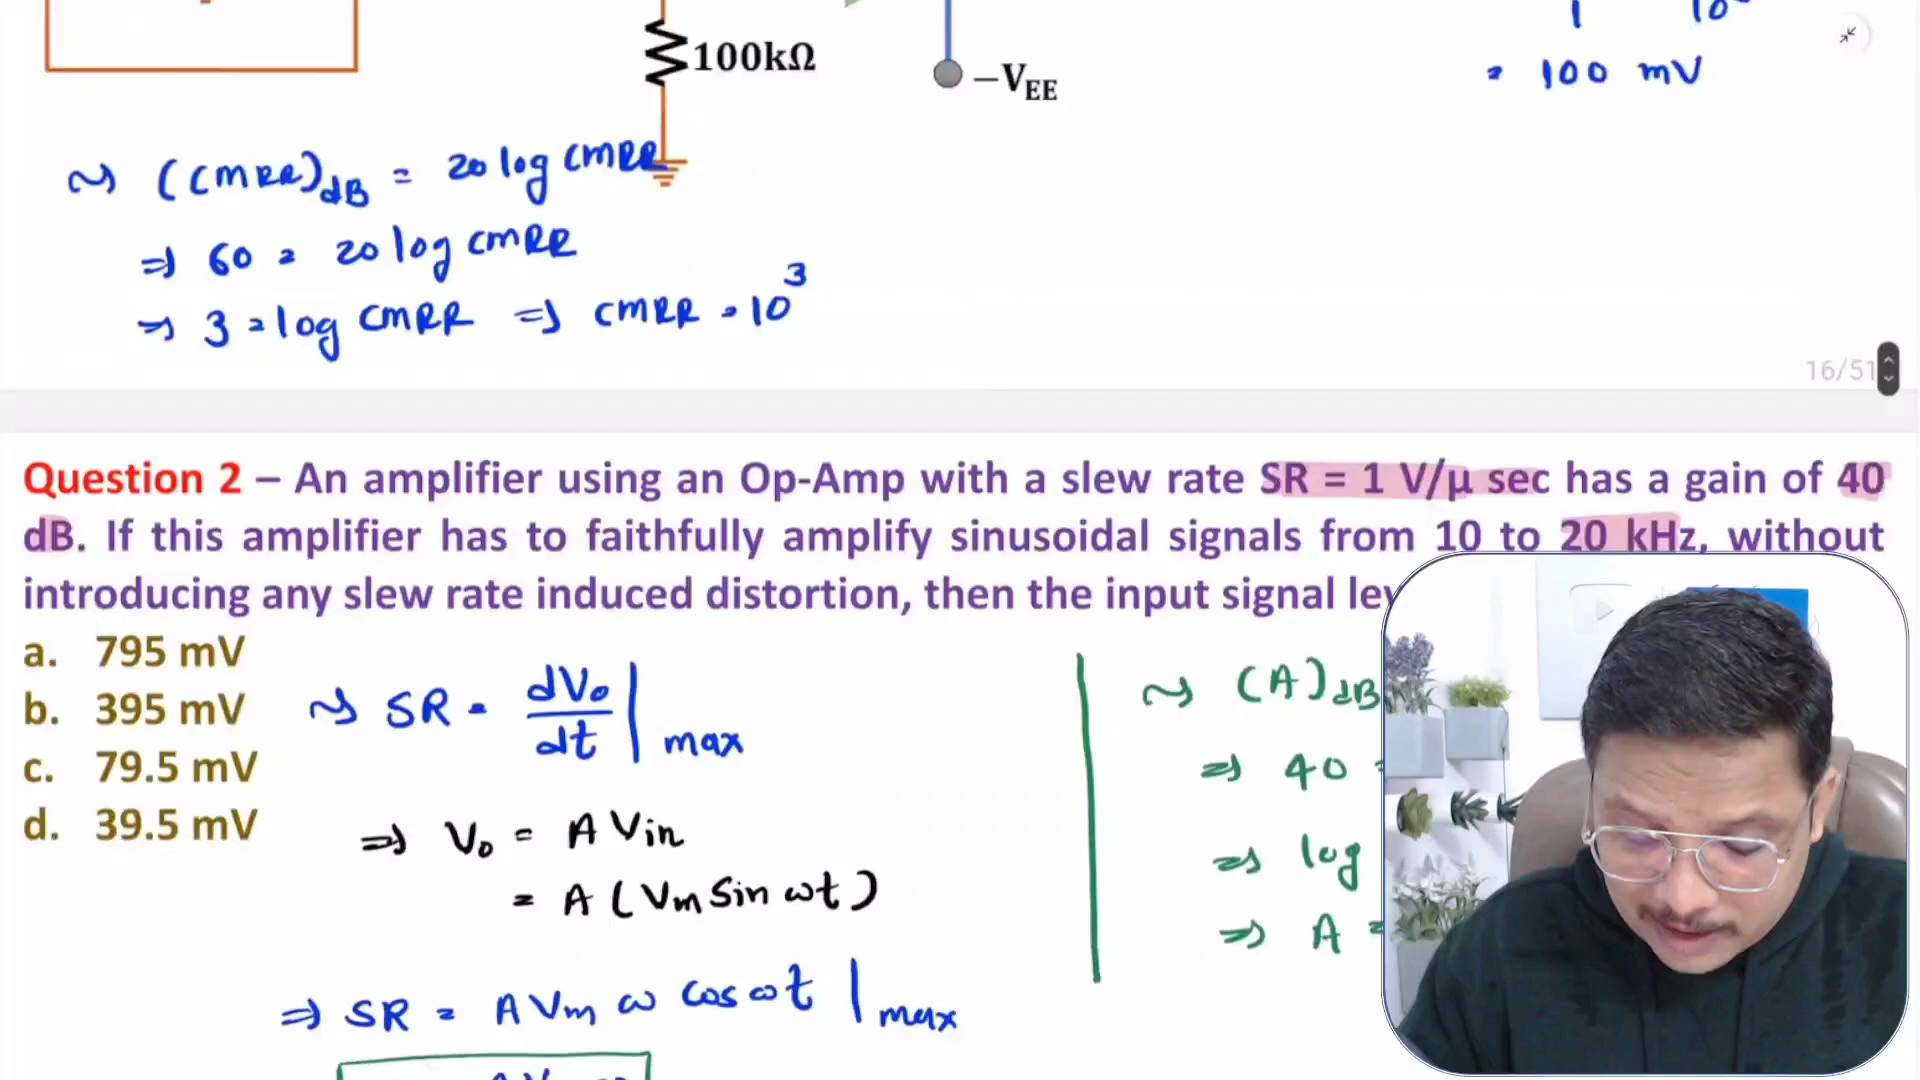 100kΩ
−VEE
= 100 mV
~> (CMRR)dB = 20 log CMRR
=> 60 = 20 log CMRR
=> 3 = log CMRR => CMRR = 10³
16/51
Question 2 – An amplifier using an Op-Amp with a slew rate SR = 1 V/μ sec has a gain of 40
dB. If this amplifier has to faithfully amplify sinusoidal signals from 10 to 20 kHz, without
introducing any slew rate induced distortion, then the input signal
a. 795 mV
b. 395 mV
c. 79.5 mV
d. 39.5 mV
~> SR = dVo/dt | max
=> Vo = A Vin
= A (Vm Sin ωt)
=> SR = A Vm ω cos ωt | max
~> (A)dB
=> 40
=> log
=> A =